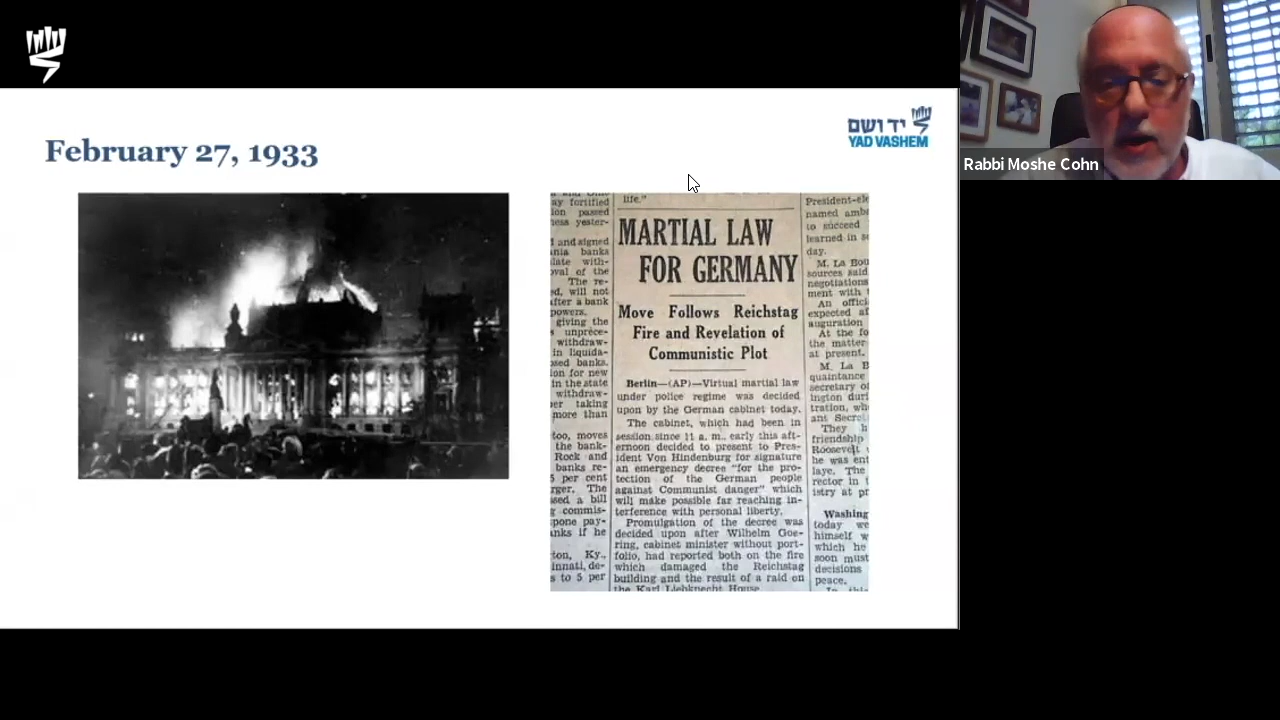 February 27, 1933
יד ושם
YAD VASHEM
Rabbi Moshe Cohn
ay fortified
ion passed
ness yester-
l and signed
nia banks
late with-
oval of the
The re-
ed, will not
after a bank
powers.
giving the
unprece-
withdraw-
in liquida-
osed banks.
ion for new
in the state
withdraw-
er taking
more than
too, moves
the bank-
Rock and
banks re-
5 per cent
rger. The
sed a bill
g commis-
pone pay-
nks if he
ton, Ky.,
innati, de-
s to 5 per
life."
MARTIAL LAW
FOR GERMANY
Move Follows Reichstag
Fire and Revelation of
Communistic Plot
Berlin—(AP)—Virtual martial law
under police regime was decided
upon by the German cabinet today.
The cabinet, which had been in
session since 11 a. m., early this aft-
ernoon decided to present to Pres-
ident Von Hindenburg for signature
an emergency decree "for the pro-
tection of the German people
against Communist danger" which
will make possible far reaching in-
terference with personal liberty.
Promulgation of the decree was
decided upon after Wilhelm Goe-
ring, cabinet minister without port-
folio, had reported both on the fire
which damaged the Reichstag
building and the result of a raid on
the Karl Liebknecht House
President-ele
named amb
to succeed
learned in s
day.
M. La Bou
sources said
negotiations
ment with
An offici
expected af
auguration
At the fo
the matter
at present.
M. La B
quaintance
secretary of
ington duri
tration, wh
ant Secre
They h
friendship
Roosevelt
he was ent
laye. The
rector in
istry at pr
Washing
today we
himself w
which he
soon must
decisions
peace.